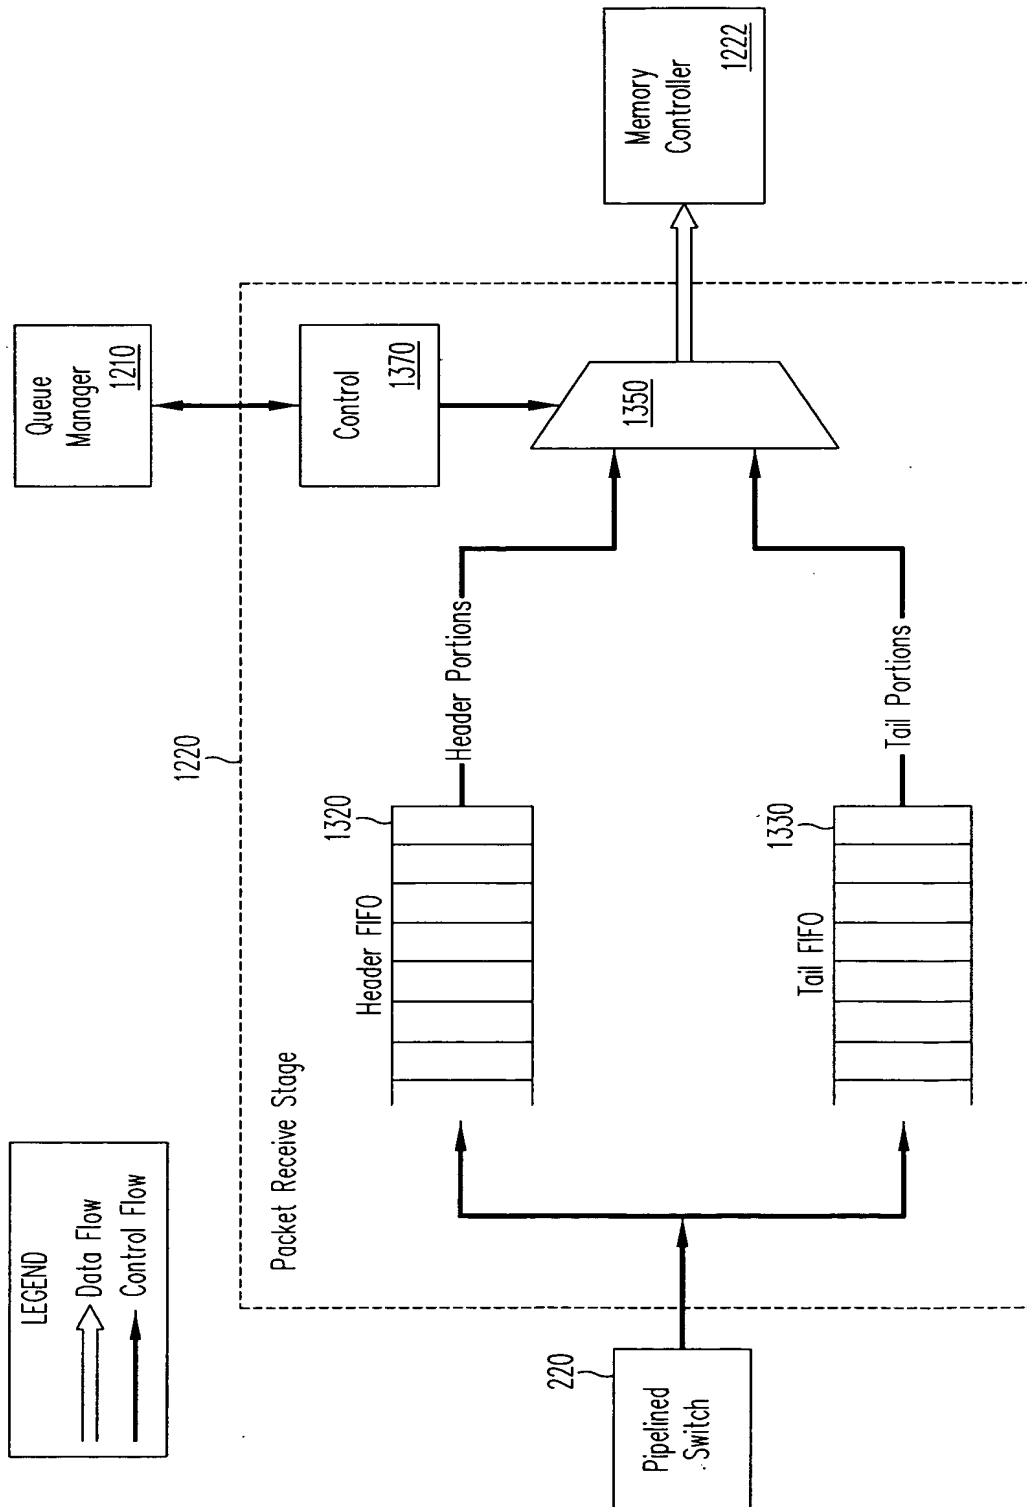 LEGEND
Data Flow
Control Flow
Queue
Manager
1210
1220
Packet Receive Stage
Control
1370
Header FIFO
1320
Header Portions
1350
Memory
Controller
1222
220
Pipelined
Switch
Tail FIFO
1330
Tail Portions